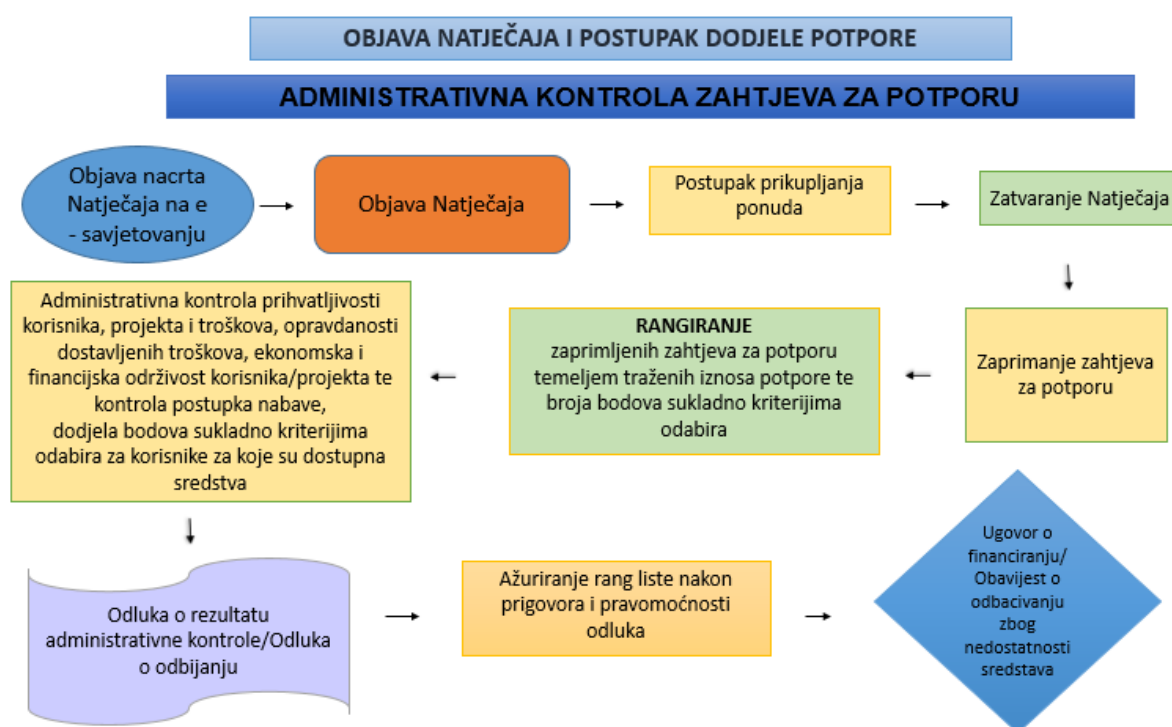 OBJAVA NATJEČAJA I POSTUPAK DODJELE POTPORE
ADMINISTRATIVNA KONTROLA ZAHTJEVA ZA POTPORU
Objava nacrta
Natječaja na e
- savjetovanju
Objava Natječaja
Postupak prikupljanja
ponuda
Zatvaranje Natječaja
Zaprimanje zahtjeva
za potporu
RANGIRANJE
zaprimljenih zahtjeva za potporu
temeljem traženih iznosa potpore te
broja bodova sukladno kriterijima
odabira
Administrativna kontrola prihvatljivosti
korisnika, projekta i troškova, opravdanosti
dostavljenih troškova, ekonomska i
financijska održivost korisnika/projekta te
kontrola postupka nabave,
dodjela bodova sukladno kriterijima
odabira za korisnike za koje su dostupna
sredstva
Odluka o rezultatu
administrativne kontrole/Odluka
o odbijanju
Ažuriranje rang liste nakon
prigovora i pravomoćnosti
odluka
Ugovor o
financiranju/
Obavijest o
odbacivanju
zbog
nedostatnosti
sredstava